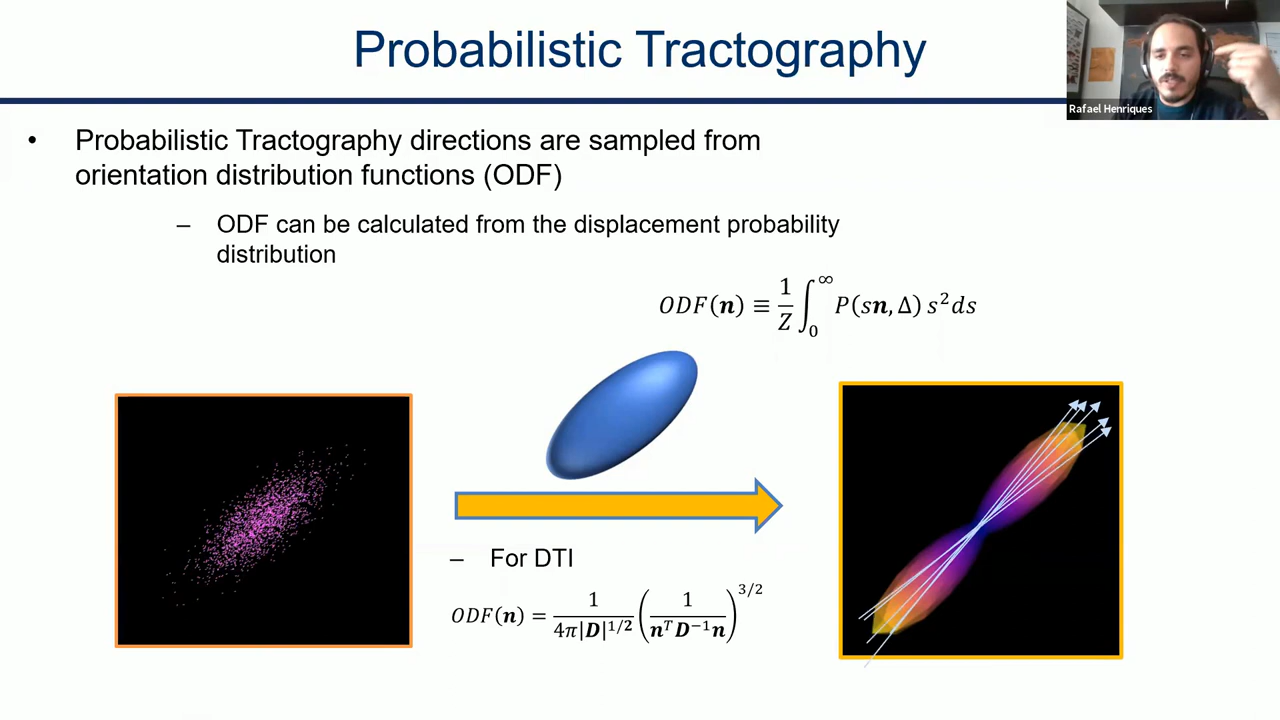 Probabilistic Tractography
Rafael Henriques
• Probabilistic Tractography directions are sampled from
orientation distribution functions (ODF)
– ODF can be calculated from the displacement probability
distribution
ODF(n) ≡ 1/Z ∫₀^∞ P(sn, Δ) s² ds
– For DTI
ODF(n) = 1/(4π|D|^{1/2}) (1/(nᵀD⁻¹n))^{3/2}